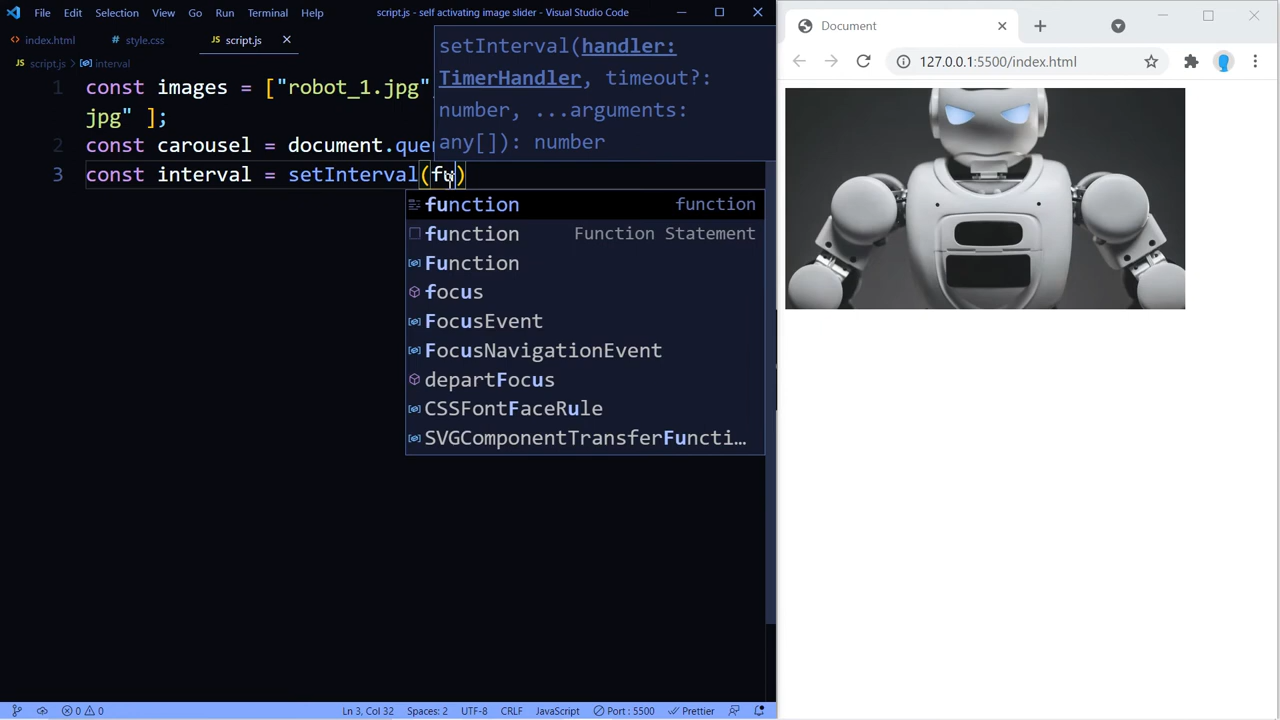 File Edit Selection View Go Run Terminal Help script.js - self activating image slider - Visual Studio Code
index.html style.css JS script.js
JS script.js > interval
1 const images = ["robot_1.jpg"
jpg" ];
2 const carousel = document.que
3 const interval = setInterval(fu)
setInterval(handler:
TimerHandler, timeout?:
number, ...arguments:
any[]): number
function function
function Function Statement
Function
focus
FocusEvent
FocusNavigationEvent
departFocus
CSSFontFaceRule
SVGComponentTransferFuncti…
0 0 Ln 3, Col 32 Spaces: 2 UTF-8 CRLF JavaScript Port : 5500 Prettier
Document
127.0.0.1:5500/index.html